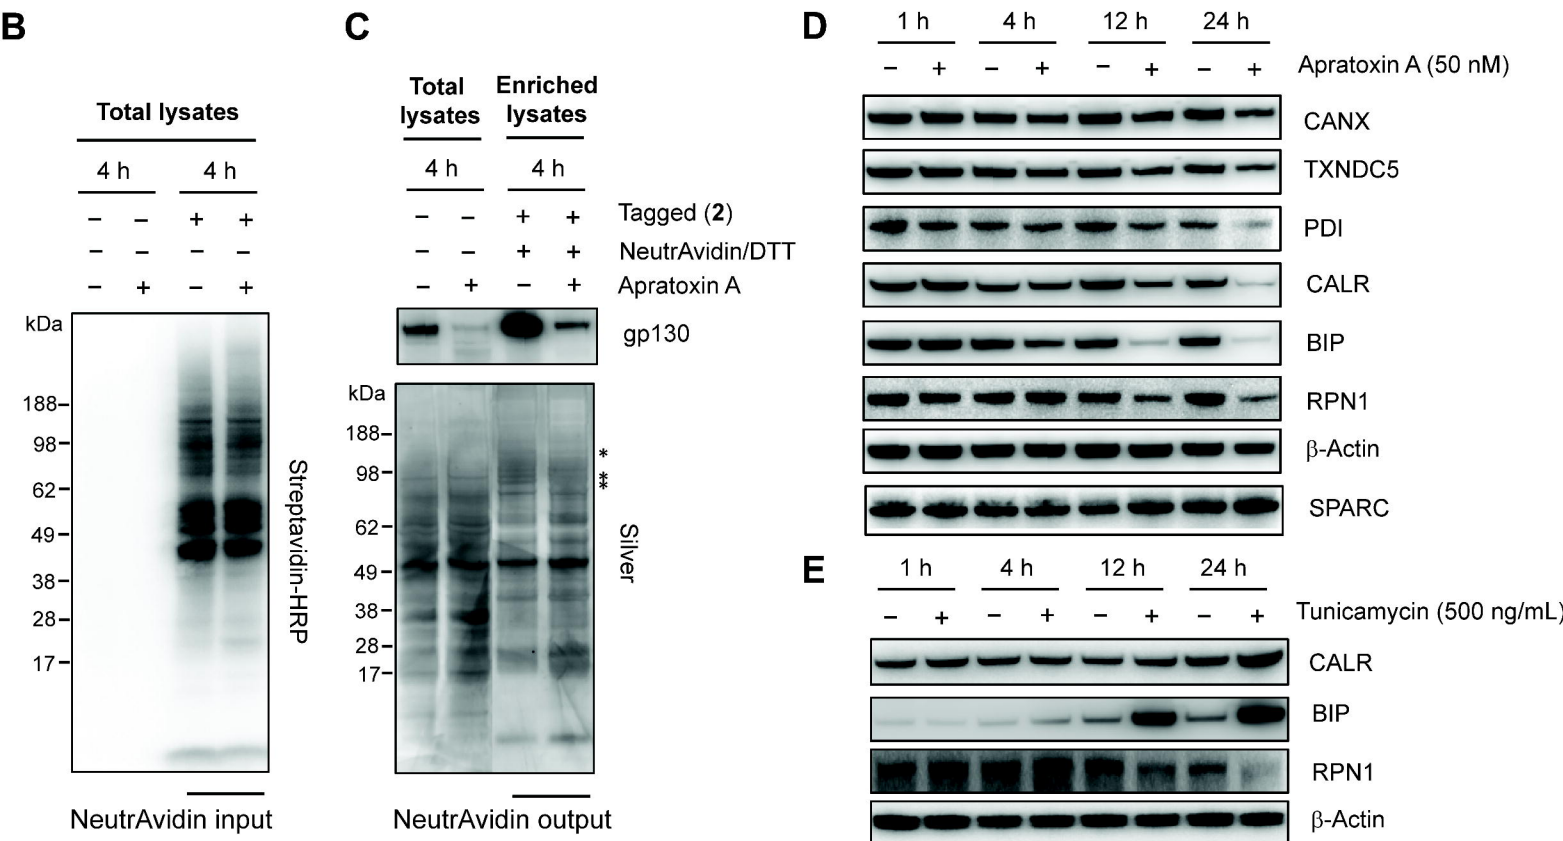 B
Total lysates
4 h 4 h
– – + +
– – – –
– + – +
kDa
188
98
62
49
38
28
17
Streptavidin-HRP
NeutrAvidin input
C
Total lysates
Enriched lysates
4 h 4 h
– – + + Tagged (2)
– – + + NeutrAvidin/DTT
– + – + Apratoxin A
gp130
kDa
188
98
62
49
38
28
17
*
**
Silver
NeutrAvidin output
D
1 h 4 h 12 h 24 h
– + – + – + – + Apratoxin A (50 nM)
CANX
TXNDC5
PDI
CALR
BIP
RPN1
β-Actin
SPARC
E
1 h 4 h 12 h 24 h
– + – + – + – + Tunicamycin (500 ng/mL)
CALR
BIP
RPN1
β-Actin